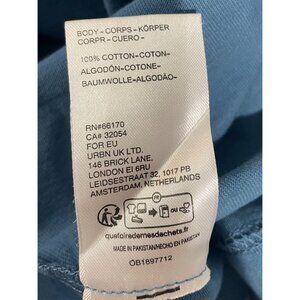 BODY - CORPS - KÖRPER
CORPR - CUERO -
100% COTTON - COTON -
ALGODÓN - COTONE -
BAUMWOLLE - ALGODÃO -
RN#66170
CA# 32054
FOR EU
URBN UK LTD.
146 BRICK LANE,
LONDON E1 6RU
LEIDSESTRAAT 32, 1017 PB
AMSTERDAM, NETHERLANDS
FR
OU
quefairedemesdechets.fr
MADE IN PAKISTAN/HECHO EN PAKISTAN
OB1897712